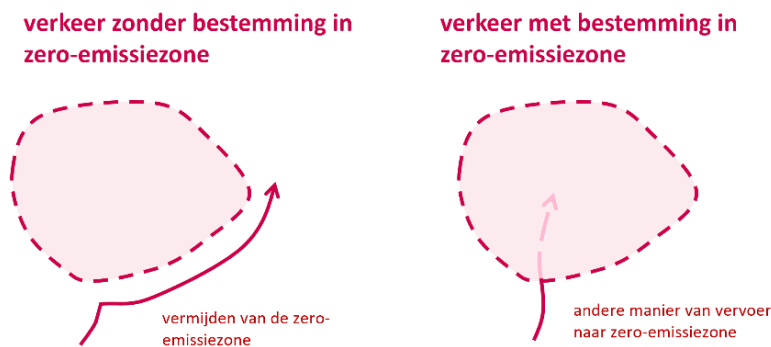 verkeer zonder bestemming in
zero-emissiezone
vermijden van de zero-
emissiezone
verkeer met bestemming in
zero-emissiezone
andere manier van vervoer
naar zero-emissiezone